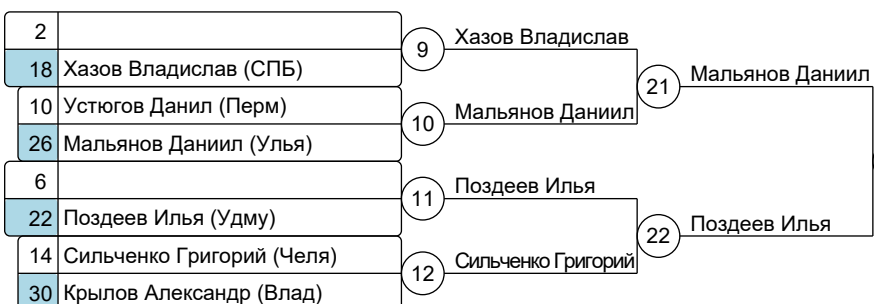 2
18 Хазов Владислав (СПБ)
10 Устюгов Данил (Перм)
26 Мальянов Даниил (Улья)
6
22 Поздеев Илья (Удму)
14 Сильченко Григорий (Челя)
30 Крылов Александр (Влад)
9 Хазов Владислав
10 Мальянов Даниил
11 Поздеев Илья
12 Сильченко Григорий
21 Мальянов Даниил
22 Поздеев Илья